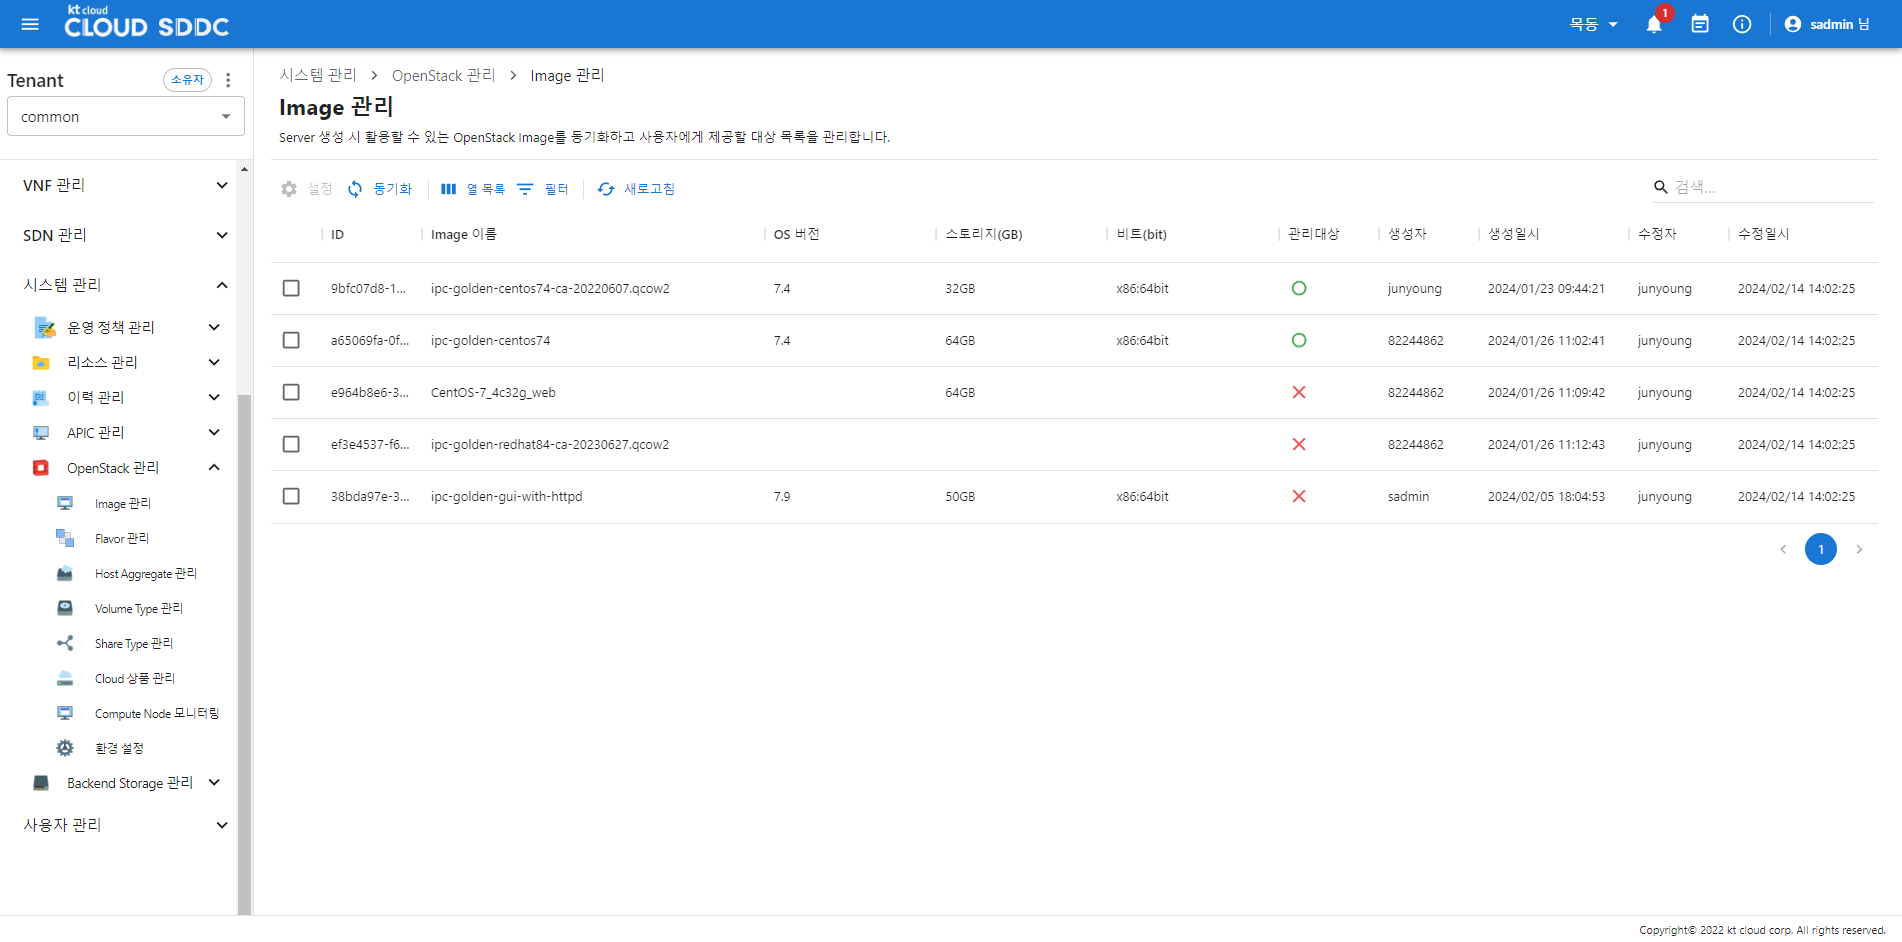 kt cloud
CLOUD SDDC
목동
1
sadmin 님
Tenant
소유자
common
VNF 관리
SDN 관리
시스템 관리
운영 정책 관리
리소스 관리
이력 관리
APIC 관리
OpenStack 관리
Image 관리
Flavor 관리
Host Aggregate 관리
Volume Type 관리
Share Type 관리
Cloud 상품 관리
Compute Node 모니터링
환경 설정
Backend Storage 관리
사용자 관리
시스템 관리 > OpenStack 관리 > Image 관리
Image 관리
Server 생성 시 활용할 수 있는 OpenStack Image를 동기화하고 사용자에게 제공할 대상 목록을 관리합니다.
설정 동기화 열 목록 필터 새로고침 검색...
ID Image 이름 OS 버전 스토리지(GB) 비트(bit) 관리대상 생성자 생성일시 수정자 수정일시
9bfc07d8-1... ipc-golden-centos74-ca-20220607.qcow2 7.4 32GB x86:64bit junyoung 2024/01/23 09:44:21 junyoung 2024/02/14 14:02:25
a65069fa-0f... ipc-golden-centos74 7.4 64GB x86:64bit 82244862 2024/01/26 11:02:41 junyoung 2024/02/14 14:02:25
e964b8e6-3... CentOS-7_4c32g_web 64GB 82244862 2024/01/26 11:09:42 junyoung 2024/02/14 14:02:25
ef3e4537-f6... ipc-golden-redhat84-ca-20230627.qcow2 82244862 2024/01/26 11:12:43 junyoung 2024/02/14 14:02:25
38bda97e-3... ipc-golden-gui-with-httpd 7.9 50GB x86:64bit sadmin 2024/02/05 18:04:53 junyoung 2024/02/14 14:02:25
1
Copyright© 2022 kt cloud corp. All rights reserved.